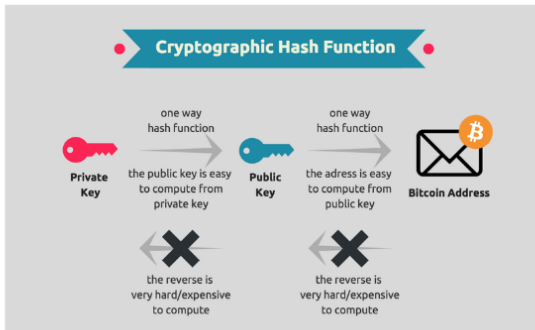 Cryptographic Hash Function
one way
hash function
one way
hash function
Private
Key
the public key is easy
to compute from
private key
Public
Key
the adress is easy
to compute from
public key
Bitcoin Address
the reverse is
very hard/expensive
to compute
the reverse is
very hard/expensive
to compute